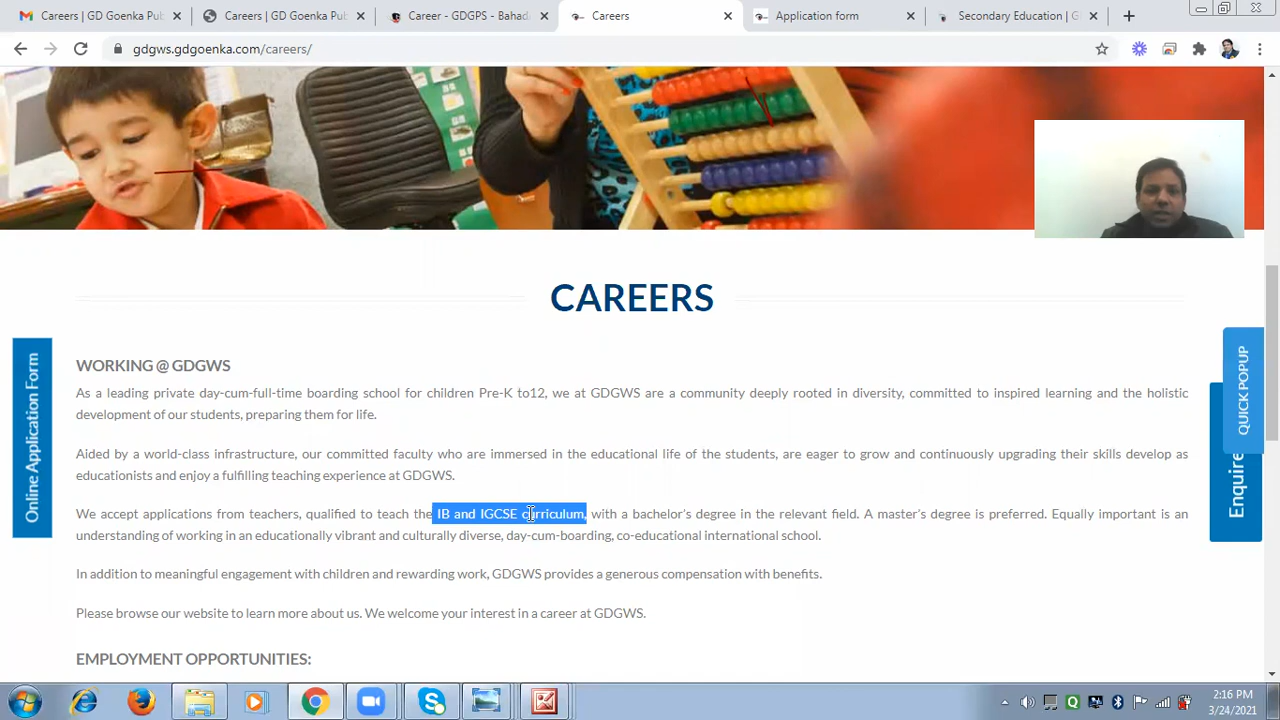 Careers | GD Goenka Pub
Careers | GD Goenka Pub
Career - GDGPS - Bahad
Careers
Application form
Secondary Education | G
gdgws.gdgoenka.com/careers/
CAREERS
WORKING @ GDGWS
As a leading private day-cum-full-time boarding school for children Pre-K to12, we at GDGWS are a community deeply rooted in diversity, committed to inspired learning and the holistic
development of our students, preparing them for life.
Aided by a world-class infrastructure, our committed faculty who are immersed in the educational life of the students, are eager to grow and continuously upgrading their skills develop as
educationists and enjoy a fulfilling teaching experience at GDGWS.
We accept applications from teachers, qualified to teach the IB and IGCSE curriculum, with a bachelor's degree in the relevant field. A master's degree is preferred. Equally important is an
understanding of working in an educationally vibrant and culturally diverse, day-cum-boarding, co-educational international school.
In addition to meaningful engagement with children and rewarding work, GDGWS provides a generous compensation with benefits.
Please browse our website to learn more about us. We welcome your interest in a career at GDGWS.
EMPLOYMENT OPPORTUNITIES:
Online Application Form
QUICK POPUP
Enquire
2:16 PM
3/24/2021